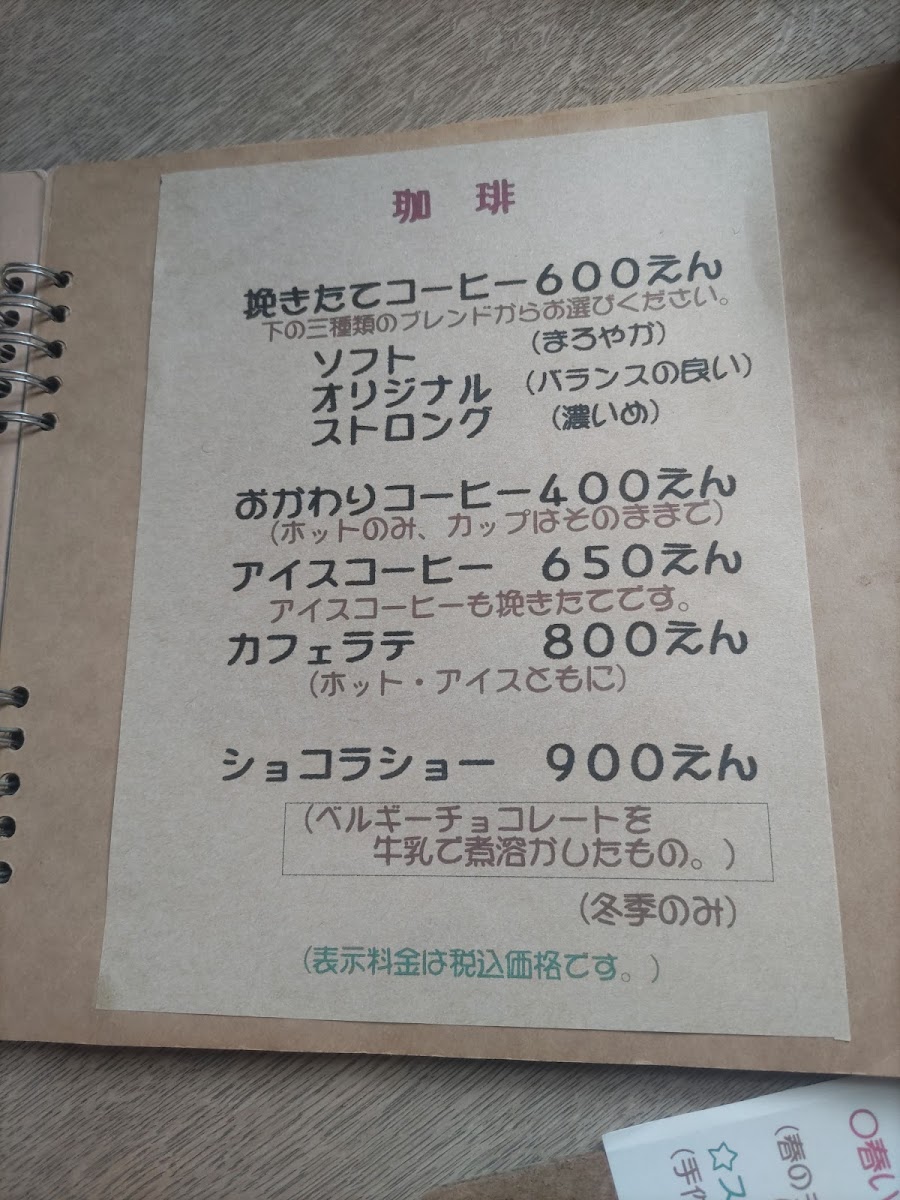 珈 琲
挽きたてコーヒー600えん
下の三種類のブレンドからお選びください。
ソフト (まろやか)
オリジナル (バランスの良い)
ストロング (濃いめ)
おかわりコーヒー400えん
(ホットのみ、カップはそのままで)
アイスコーヒー 650えん
アイスコーヒーも挽きたてです。
カフェラテ 800えん
(ホット・アイスともに)
ショコラショー 900えん
(ベルギーチョコレートを
牛乳で煮溶かしたもの。)
(冬季のみ)
(表示料金は税込価格です。)
〇春い
(春の
☆ス
(手作